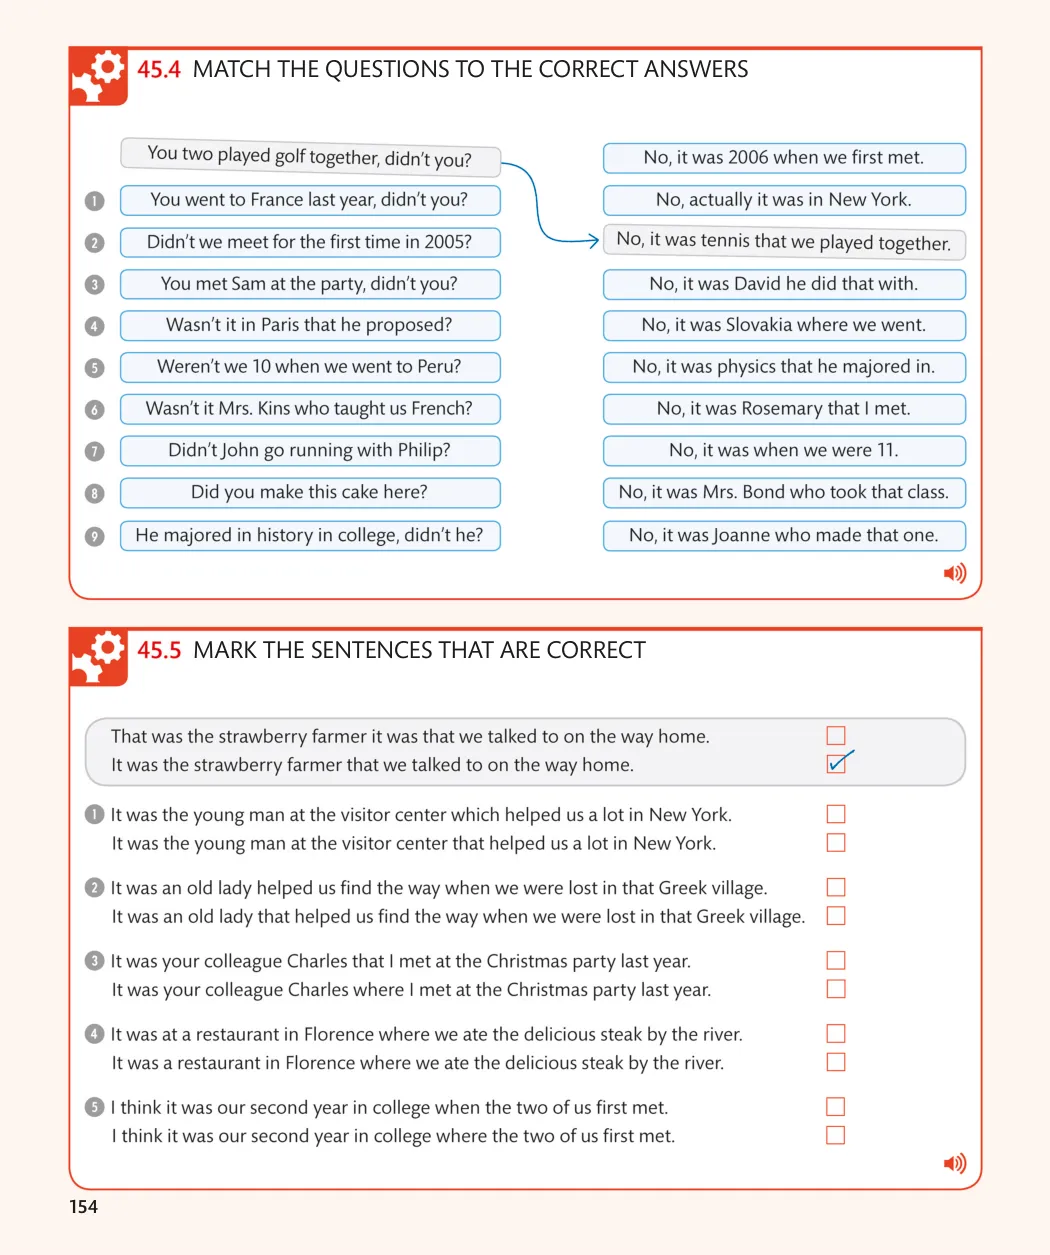 45.4 MATCH THE QUESTIONS TO THE CORRECT ANSWERS
You two played golf together, didn't you?
No, it was 2006 when we first met.
1 You went to France last year, didn't you?
No, actually it was in New York.
2 Didn't we meet for the first time in 2005?
No, it was tennis that we played together.
3 You met Sam at the party, didn't you?
No, it was David he did that with.
4 Wasn't it in Paris that he proposed?
No, it was Slovakia where we went.
5 Weren't we 10 when we went to Peru?
No, it was physics that he majored in.
6 Wasn't it Mrs. Kins who taught us French?
No, it was Rosemary that I met.
7 Didn't John go running with Philip?
No, it was when we were 11.
8 Did you make this cake here?
No, it was Mrs. Bond who took that class.
9 He majored in history in college, didn't he?
No, it was Joanne who made that one.
45.5 MARK THE SENTENCES THAT ARE CORRECT
That was the strawberry farmer it was that we talked to on the way home.
It was the strawberry farmer that we talked to on the way home.
1 It was the young man at the visitor center which helped us a lot in New York.
It was the young man at the visitor center that helped us a lot in New York.
2 It was an old lady helped us find the way when we were lost in that Greek village.
It was an old lady that helped us find the way when we were lost in that Greek village.
3 It was your colleague Charles that I met at the Christmas party last year.
It was your colleague Charles where I met at the Christmas party last year.
4 It was at a restaurant in Florence where we ate the delicious steak by the river.
It was a restaurant in Florence where we ate the delicious steak by the river.
5 I think it was our second year in college when the two of us first met.
I think it was our second year in college where the two of us first met.
154